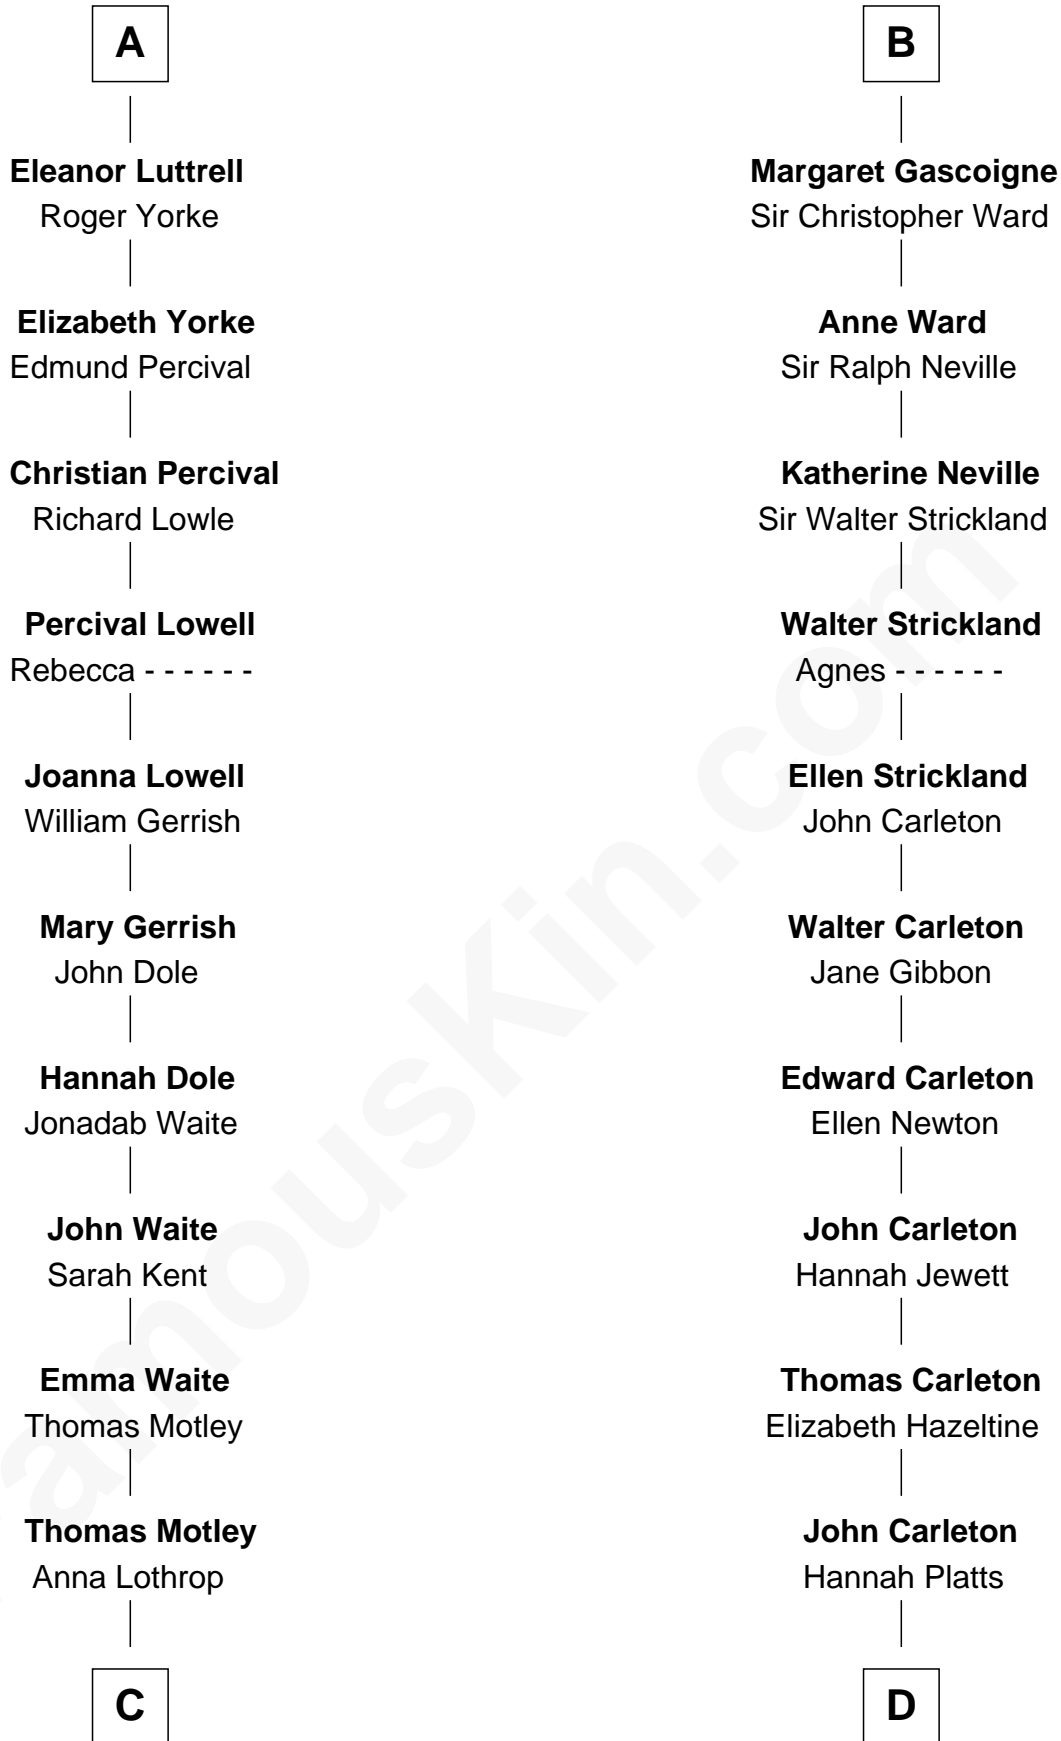 A
Eleanor Luttrell
Roger Yorke
Elizabeth Yorke
Edmund Percival
Christian Percival
Richard Lowle
Percival Lowell
Rebecca - - - - - -
Joanna Lowell
William Gerrish
Mary Gerrish
John Dole
Hannah Dole
Jonadab Waite
John Waite
Sarah Kent
Emma Waite
Thomas Motley
Thomas Motley
Anna Lothrop
C
B
Margaret Gascoigne
Sir Christopher Ward
Anne Ward
Sir Ralph Neville
Katherine Neville
Sir Walter Strickland
Walter Strickland
Agnes - - - - - -
Ellen Strickland
John Carleton
Walter Carleton
Jane Gibbon
Edward Carleton
Ellen Newton
John Carleton
Hannah Jewett
Thomas Carleton
Elizabeth Hazeltine
John Carleton
Hannah Platts
D
famouskin.com